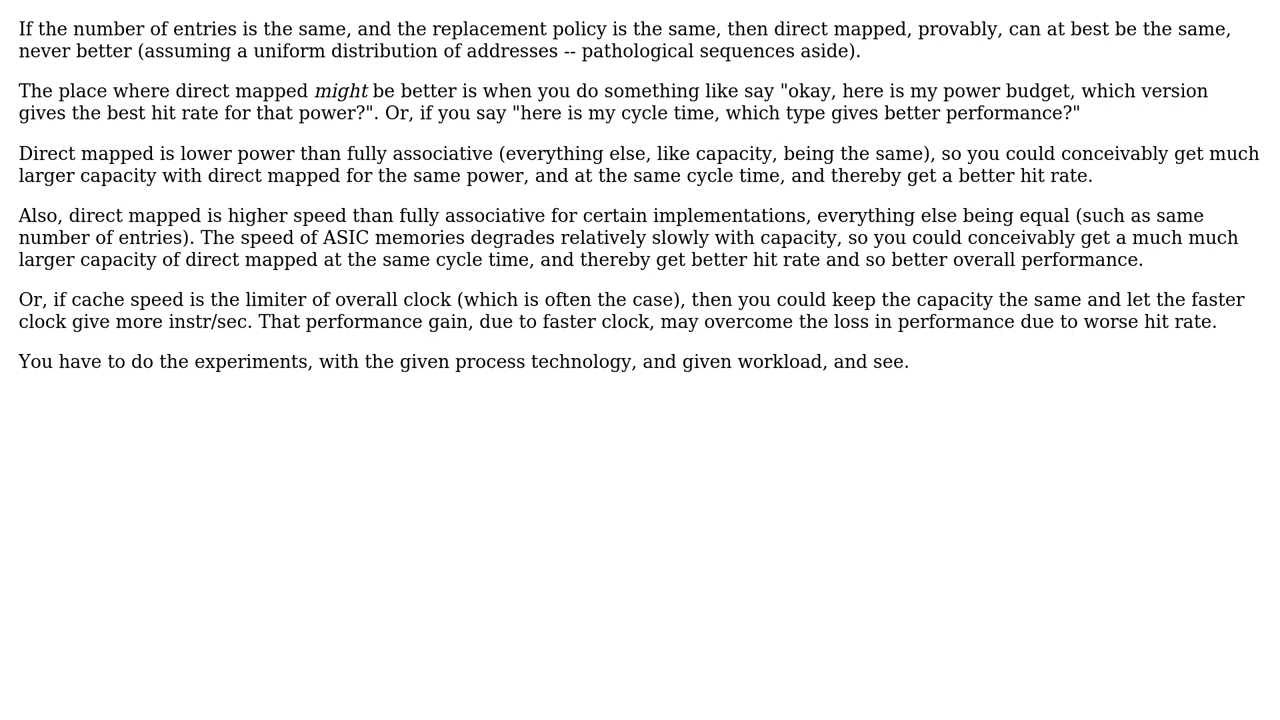 If the number of entries is the same, and the replacement policy is the same, then direct mapped, provably, can at best be the same,
never better (assuming a uniform distribution of addresses -- pathological sequences aside).
The place where direct mapped might be better is when you do something like say "okay, here is my power budget, which version
gives the best hit rate for that power?". Or, if you say "here is my cycle time, which type gives better performance?"
Direct mapped is lower power than fully associative (everything else, like capacity, being the same), so you could conceivably get much
larger capacity with direct mapped for the same power, and at the same cycle time, and thereby get a better hit rate.
Also, direct mapped is higher speed than fully associative for certain implementations, everything else being equal (such as same
number of entries). The speed of ASIC memories degrades relatively slowly with capacity, so you could conceivably get a much much
larger capacity of direct mapped at the same cycle time, and thereby get better hit rate and so better overall performance.
Or, if cache speed is the limiter of overall clock (which is often the case), then you could keep the capacity the same and let the faster
clock give more instr/sec. That performance gain, due to faster clock, may overcome the loss in performance due to worse hit rate.
You have to do the experiments, with the given process technology, and given workload, and see.